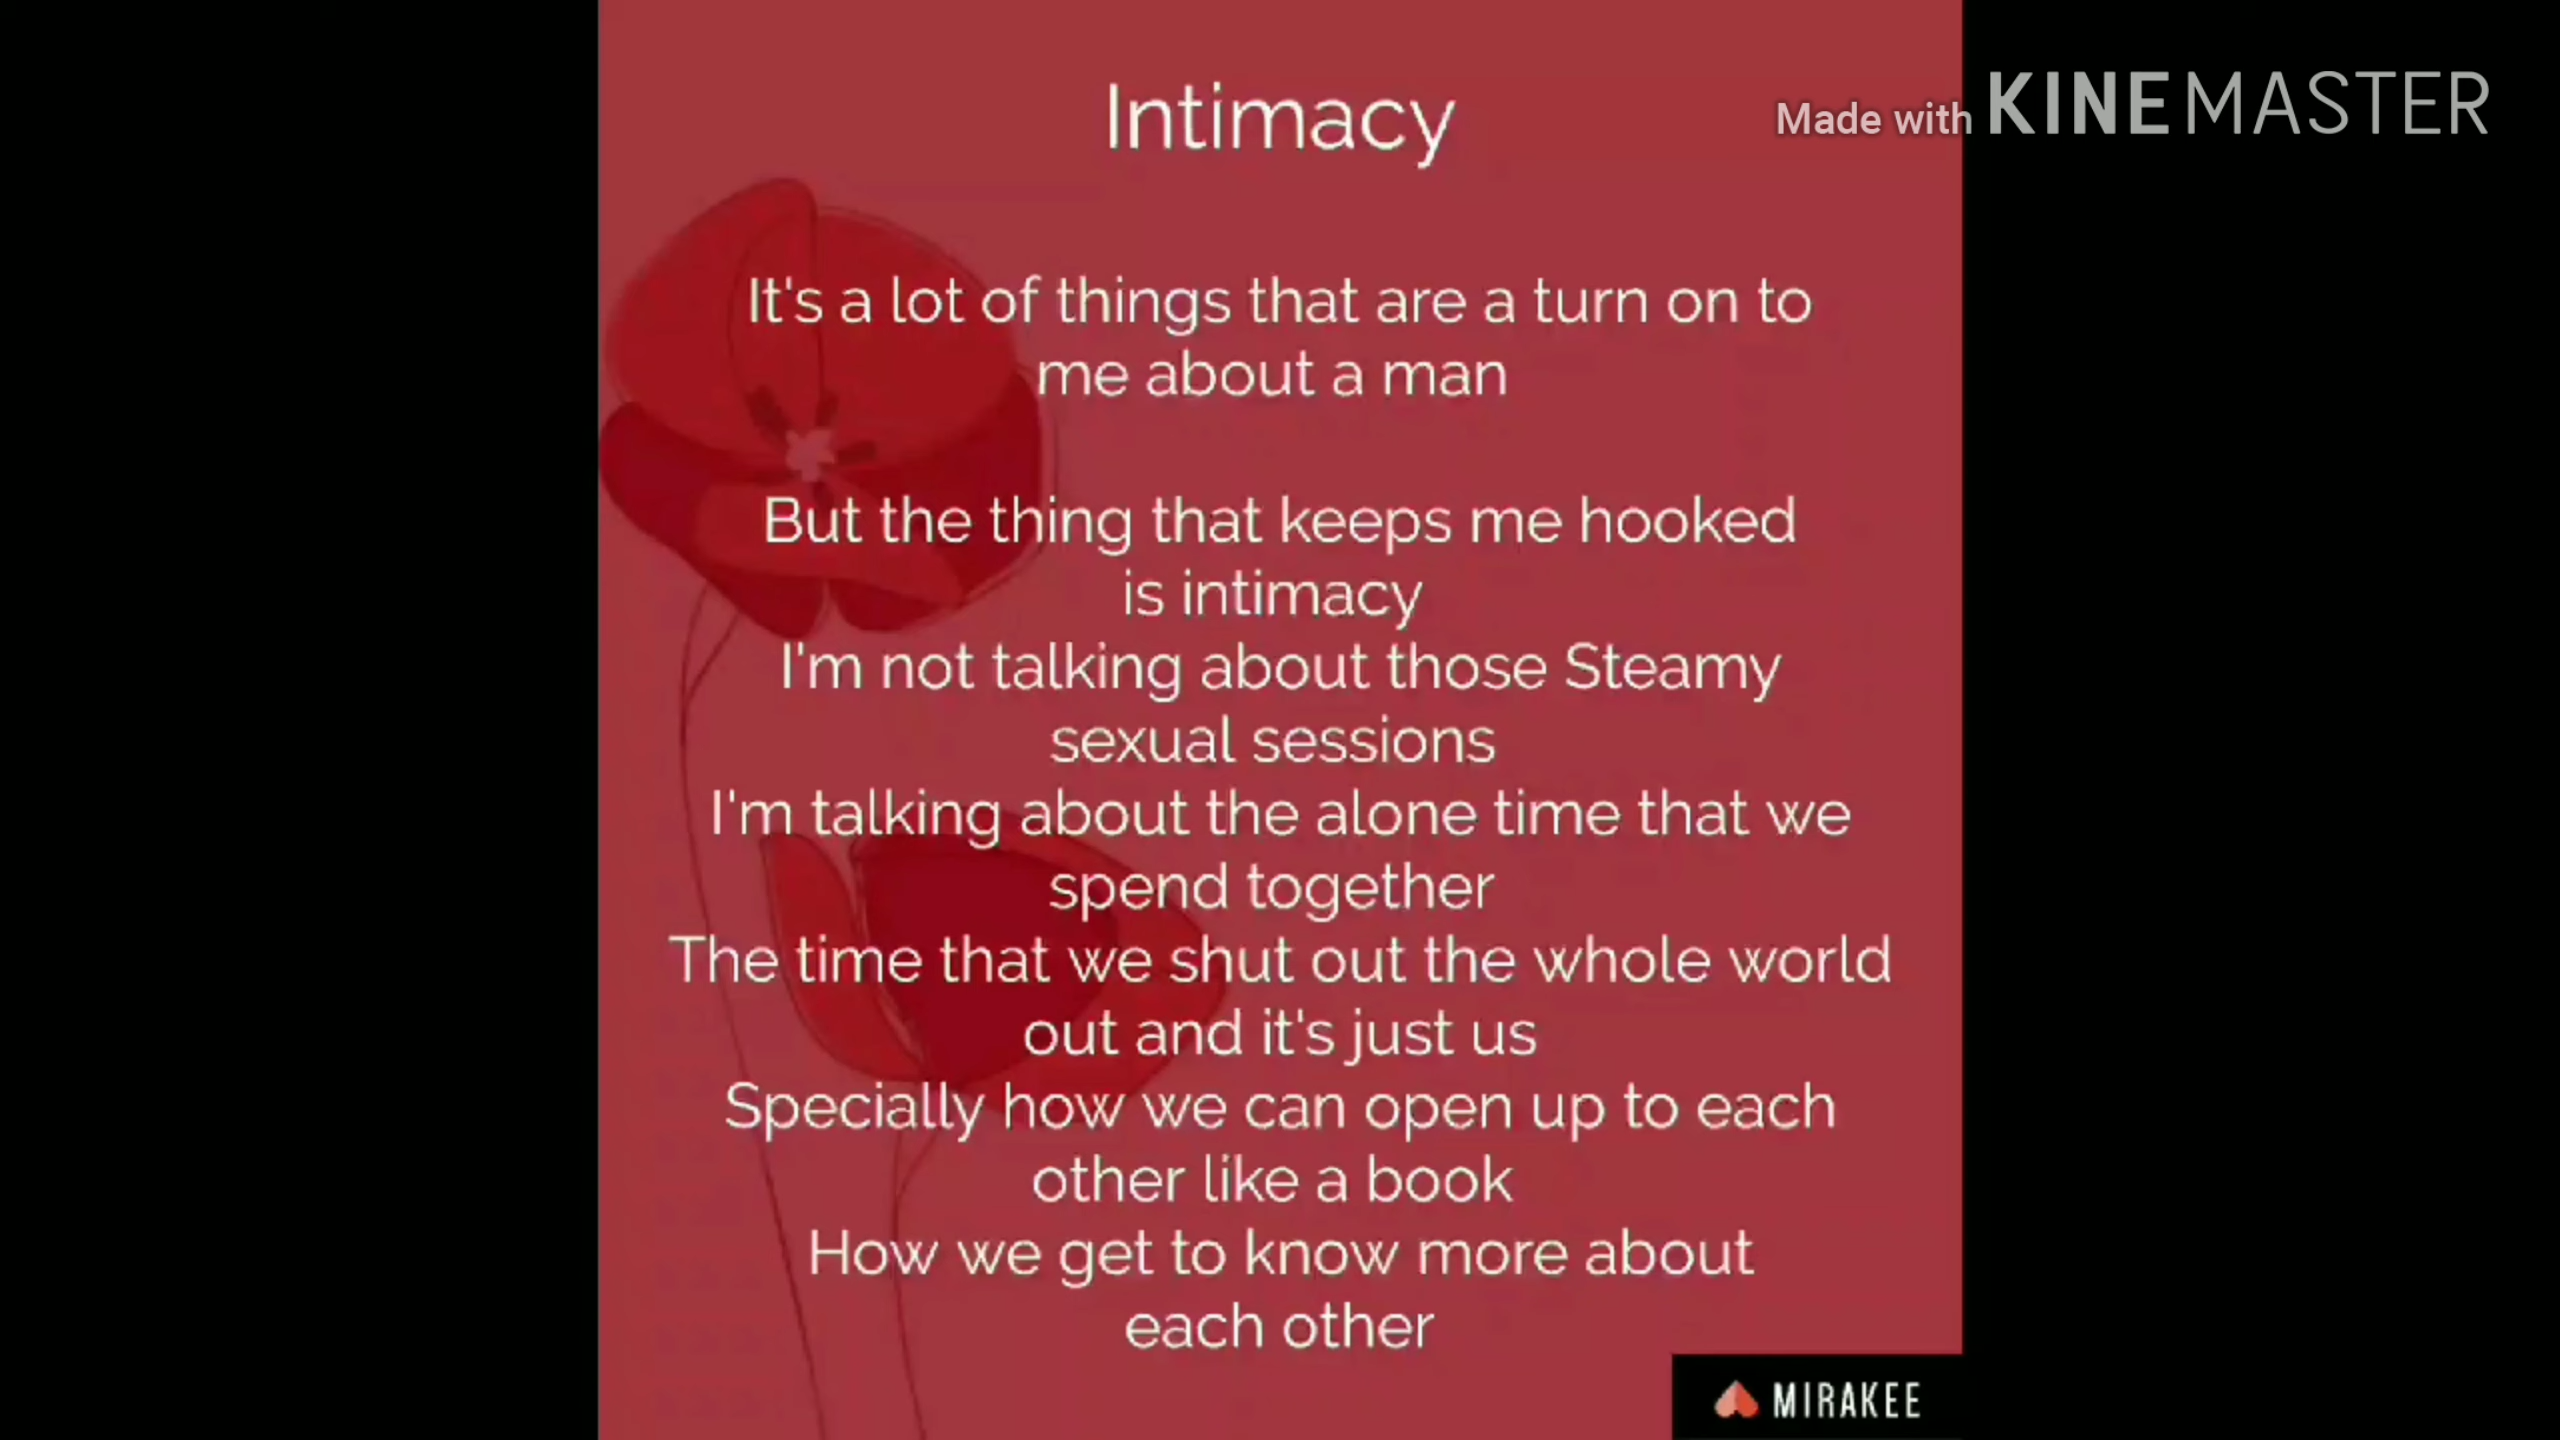 Intimacy
Made with KINEMASTER
It's a lot of things that are a turn on to
me about a man
But the thing that keeps me hooked
is intimacy
I'm not talking about those Steamy
sexual sessions
I'm talking about the alone time that we
spend together
The time that we shut out the whole world
out and it's just us
Specially how we can open up to each
other like a book
How we get to know more about
each other
MIRAKEE